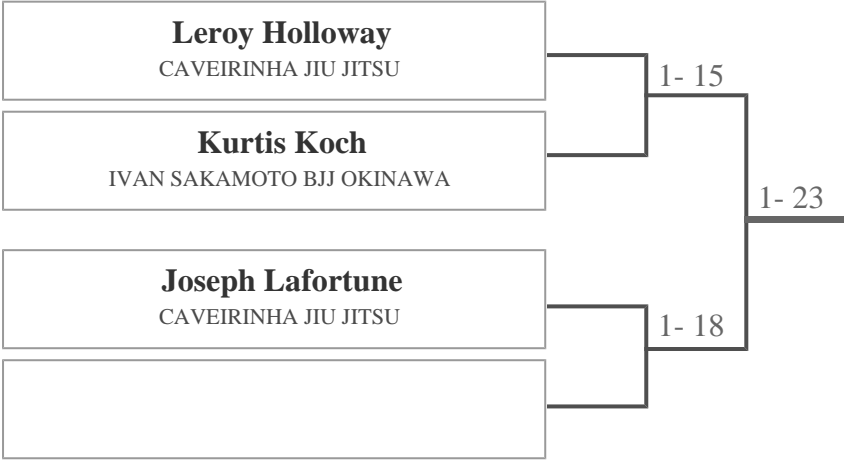 Leroy Holloway
CAVEIRINHA JIU JITSU
1- 15
Kurtis Koch
IVAN SAKAMOTO BJJ OKINAWA
1- 23
Joseph Lafortune
CAVEIRINHA JIU JITSU
1- 18